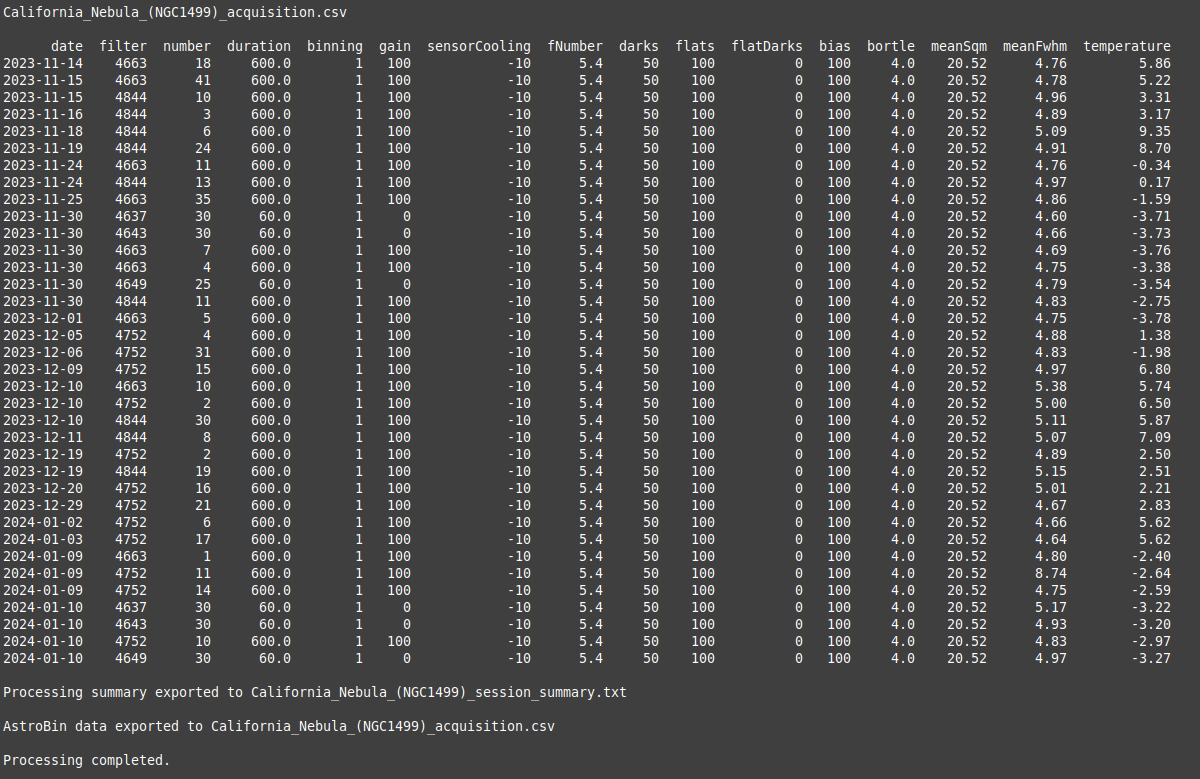 California_Nebula_(NGC1499)_acquisition.csv
date filter number duration binning gain sensorCooling fNumber darks flats flatDarks bias bortle meanSqm meanFwhm temperature
2023-11-14 4663 18 600.0 1 100 -10 5.4 50 100 0 100 4.0 20.52 4.76 5.86
2023-11-15 4663 41 600.0 1 100 -10 5.4 50 100 0 100 4.0 20.52 4.78 5.22
2023-11-15 4844 10 600.0 1 100 -10 5.4 50 100 0 100 4.0 20.52 4.96 3.31
2023-11-16 4844 3 600.0 1 100 -10 5.4 50 100 0 100 4.0 20.52 4.89 3.17
2023-11-18 4844 6 600.0 1 100 -10 5.4 50 100 0 100 4.0 20.52 5.09 9.35
2023-11-19 4844 24 600.0 1 100 -10 5.4 50 100 0 100 4.0 20.52 4.91 8.70
2023-11-24 4663 11 600.0 1 100 -10 5.4 50 100 0 100 4.0 20.52 4.76 -0.34
2023-11-24 4844 13 600.0 1 100 -10 5.4 50 100 0 100 4.0 20.52 4.97 0.17
2023-11-25 4663 35 600.0 1 100 -10 5.4 50 100 0 100 4.0 20.52 4.86 -1.59
2023-11-30 4637 30 60.0 1 0 -10 5.4 50 100 0 100 4.0 20.52 4.60 -3.71
2023-11-30 4643 30 60.0 1 0 -10 5.4 50 100 0 100 4.0 20.52 4.66 -3.73
2023-11-30 4663 7 600.0 1 100 -10 5.4 50 100 0 100 4.0 20.52 4.69 -3.76
2023-11-30 4663 4 600.0 1 100 -10 5.4 50 100 0 100 4.0 20.52 4.75 -3.38
2023-11-30 4649 25 60.0 1 0 -10 5.4 50 100 0 100 4.0 20.52 4.79 -3.54
2023-11-30 4844 11 600.0 1 100 -10 5.4 50 100 0 100 4.0 20.52 4.83 -2.75
2023-12-01 4663 5 600.0 1 100 -10 5.4 50 100 0 100 4.0 20.52 4.75 -3.78
2023-12-05 4752 4 600.0 1 100 -10 5.4 50 100 0 100 4.0 20.52 4.88 1.38
2023-12-06 4752 31 600.0 1 100 -10 5.4 50 100 0 100 4.0 20.52 4.83 -1.98
2023-12-09 4752 15 600.0 1 100 -10 5.4 50 100 0 100 4.0 20.52 4.97 6.80
2023-12-10 4663 10 600.0 1 100 -10 5.4 50 100 0 100 4.0 20.52 5.38 5.74
2023-12-10 4752 2 600.0 1 100 -10 5.4 50 100 0 100 4.0 20.52 5.00 6.50
2023-12-10 4844 30 600.0 1 100 -10 5.4 50 100 0 100 4.0 20.52 5.11 5.87
2023-12-11 4844 8 600.0 1 100 -10 5.4 50 100 0 100 4.0 20.52 5.07 7.09
2023-12-19 4752 2 600.0 1 100 -10 5.4 50 100 0 100 4.0 20.52 4.89 2.50
2023-12-19 4844 19 600.0 1 100 -10 5.4 50 100 0 100 4.0 20.52 5.15 2.51
2023-12-20 4752 16 600.0 1 100 -10 5.4 50 100 0 100 4.0 20.52 5.01 2.21
2023-12-29 4752 21 600.0 1 100 -10 5.4 50 100 0 100 4.0 20.52 4.67 2.83
2024-01-02 4752 6 600.0 1 100 -10 5.4 50 100 0 100 4.0 20.52 4.66 5.62
2024-01-03 4752 17 600.0 1 100 -10 5.4 50 100 0 100 4.0 20.52 4.64 5.62
2024-01-09 4663 1 600.0 1 100 -10 5.4 50 100 0 100 4.0 20.52 4.80 -2.40
2024-01-09 4752 11 600.0 1 100 -10 5.4 50 100 0 100 4.0 20.52 8.74 -2.64
2024-01-09 4752 14 600.0 1 100 -10 5.4 50 100 0 100 4.0 20.52 4.75 -2.59
2024-01-10 4637 30 60.0 1 0 -10 5.4 50 100 0 100 4.0 20.52 5.17 -3.22
2024-01-10 4643 30 60.0 1 0 -10 5.4 50 100 0 100 4.0 20.52 4.93 -3.20
2024-01-10 4752 10 600.0 1 100 -10 5.4 50 100 0 100 4.0 20.52 4.83 -2.97
2024-01-10 4649 30 60.0 1 0 -10 5.4 50 100 0 100 4.0 20.52 4.97 -3.27
Processing summary exported to California_Nebula_(NGC1499)_session_summary.txt
AstroBin data exported to California_Nebula_(NGC1499)_acquisition.csv
Processing completed.